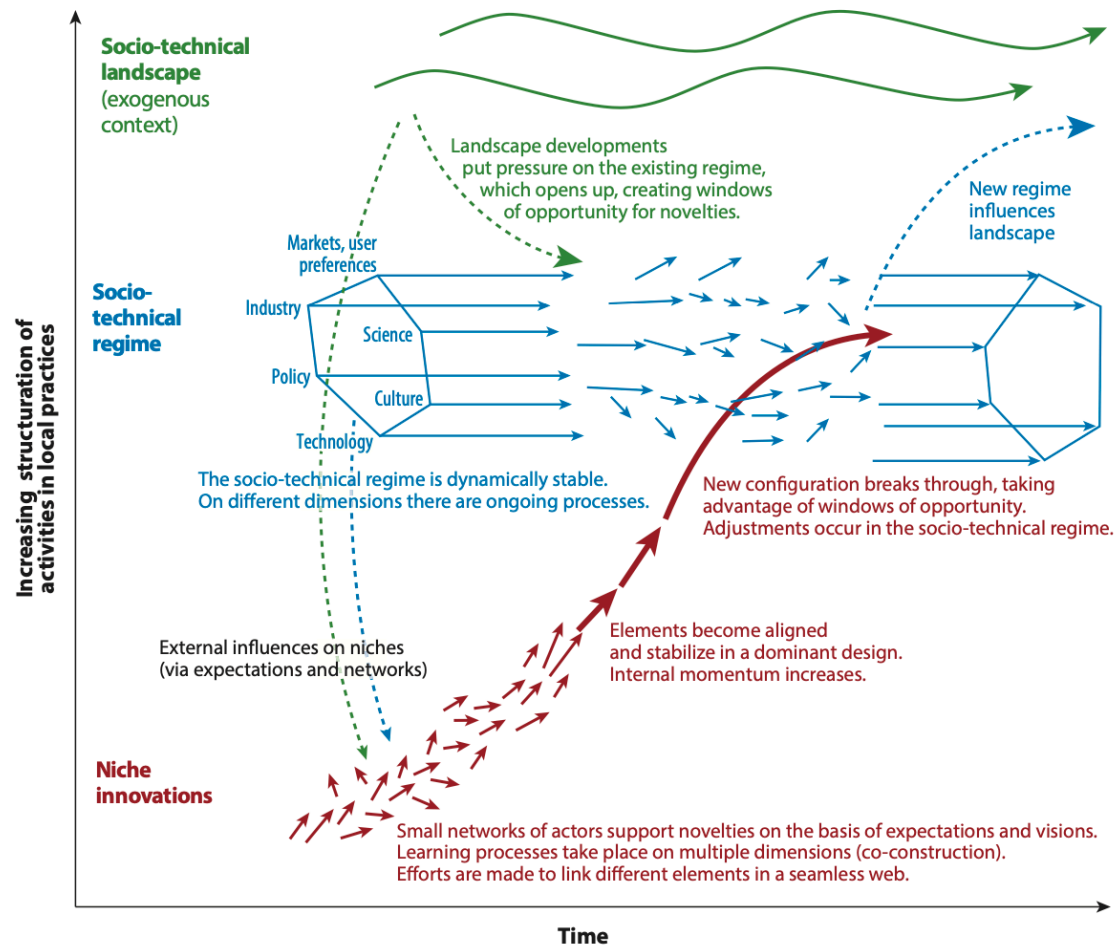 Socio-technical
landscape
(exogenous
context)
Landscape developments
put pressure on the existing regime,
which opens up, creating windows
of opportunity for novelties.
New regime
influences
landscape
Markets, user
preferences
Socio-
technical
regime
Industry
Science
Policy
Culture
Technology
The socio-technical regime is dynamically stable.
On different dimensions there are ongoing processes.
New configuration breaks through, taking
advantage of windows of opportunity.
Adjustments occur in the socio-technical regime.
Increasing structuration of
activities in local practices
External influences on niches
(via expectations and networks)
Elements become aligned
and stabilize in a dominant design.
Internal momentum increases.
Niche
innovations
Small networks of actors support novelties on the basis of expectations and visions.
Learning processes take place on multiple dimensions (co-construction).
Efforts are made to link different elements in a seamless web.
Time